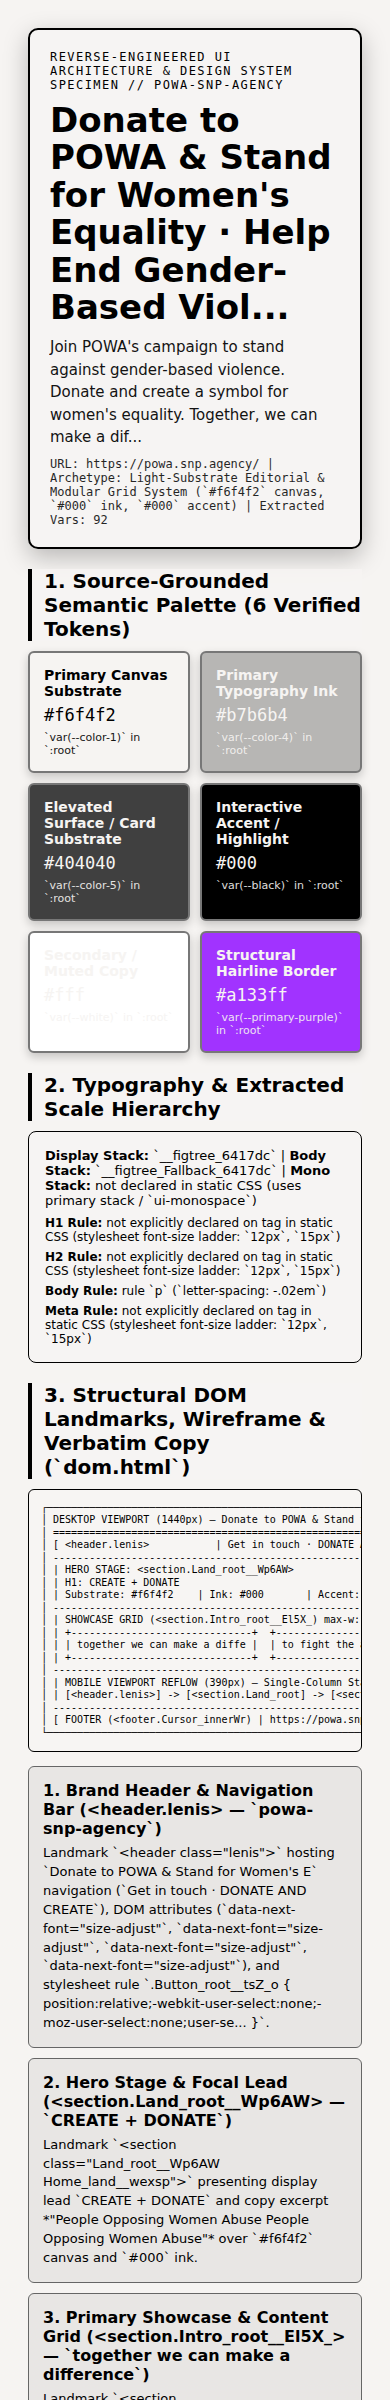 REVERSE-ENGINEERED UI
ARCHITECTURE & DESIGN SYSTEM
SPECIMEN // POWA-SNP-AGENCY
Donate to
POWA & Stand
for Women's
Equality · Help
End Gender-
Based Viol...
Join POWA's campaign to stand
against gender-based violence.
Donate and create a symbol for
women's equality. Together, we can
make a dif...
URL: https://powa.snp.agency/ |
Archetype: Light-Substrate Editorial &
Modular Grid System (`#f6f4f2` canvas,
`#000` ink, `#000` accent) | Extracted
Vars: 92
1. Source-Grounded
Semantic Palette (6 Verified
Tokens)
Primary Canvas
Substrate
#f6f4f2
`var(--color-1)` in
`:root`
Primary
Typography Ink
#b7b6b4
`var(--color-4)` in
`:root`
Elevated
Surface / Card
Substrate
#404040
`var(--color-5)` in
`:root`
Interactive
Accent /
Highlight
#000
`var(--black)` in `:root`
Secondary /
Muted Copy
#fff
`var(--white)` in `:root`
Structural
Hairline Border
#a133ff
`var(--primary-purple)`
in `:root`
2. Typography & Extracted
Scale Hierarchy
Display Stack: `__figtree_6417dc` | Body
Stack: `__figtree_Fallback_6417dc` | Mono
Stack: not declared in static CSS (uses
primary stack / `ui-monospace`)
H1 Rule: not explicitly declared on tag in static
CSS (stylesheet font-size ladder: `12px`, `15px`)
H2 Rule: not explicitly declared on tag in static
CSS (stylesheet font-size ladder: `12px`, `15px`)
Body Rule: rule `p` (`letter-spacing: -.02em`)
Meta Rule: not explicitly declared on tag in
static CSS (stylesheet font-size ladder: `12px`,
`15px`)
3. Structural DOM
Landmarks, Wireframe &
Verbatim Copy
(`dom.html`)
DESKTOP VIEWPORT (1440px) — Donate to POWA & Stand
====================================================
[ <header.lenis> | Get in touch · DONATE
----------------------------------------------------
| HERO STAGE: <section.Land_root__Wp6AW>
| H1: CREATE + DONATE
| Substrate: #f6f4f2 | Ink: #000 | Accent:
----------------------------------------------------
| SHOWCASE GRID (<section.Intro_root__El5X_) max-w:
| +------------------------------+ +--------------
| | together we can make a diffe | | to fight the
| +------------------------------+ +--------------
----------------------------------------------------
| MOBILE VIEWPORT REFLOW (390px) — Single-Column
| [<header.lenis>] -> [<section.Land_root] -> [<sec
----------------------------------------------------
[ FOOTER (<footer.Cursor_innerWr) | https://powa.sn
1. Brand Header & Navigation
Bar (<header.lenis> — `powa-
snp-agency`)
Landmark `<header class="lenis">` hosting
`Donate to POWA & Stand for Women's E`
navigation (`Get in touch · DONATE AND
CREATE`), DOM attributes (`data-next-
font="size-adjust"`, `data-next-font="size-
adjust"`, `data-next-font="size-adjust"`,
`data-next-font="size-adjust"`), and
stylesheet rule `.Button_root__tsZ_o {
position:relative;-webkit-user-select:none;-
moz-user-select:none;user-se... }`.
2. Hero Stage & Focal Lead
(<section.Land_root__Wp6AW> —
`CREATE + DONATE`)
Landmark `<section
class="Land_root__Wp6AW
Home_land__wexsp">` presenting display
lead `CREATE + DONATE` and copy excerpt
*"People Opposing Women Abuse People
Opposing Women Abuse"* over `#f6f4f2`
canvas and `#000` ink.
3. Primary Showcase & Content
Grid (<section.Intro_root__El5X_>
— `together we can make a
difference`)
Landmark `<section